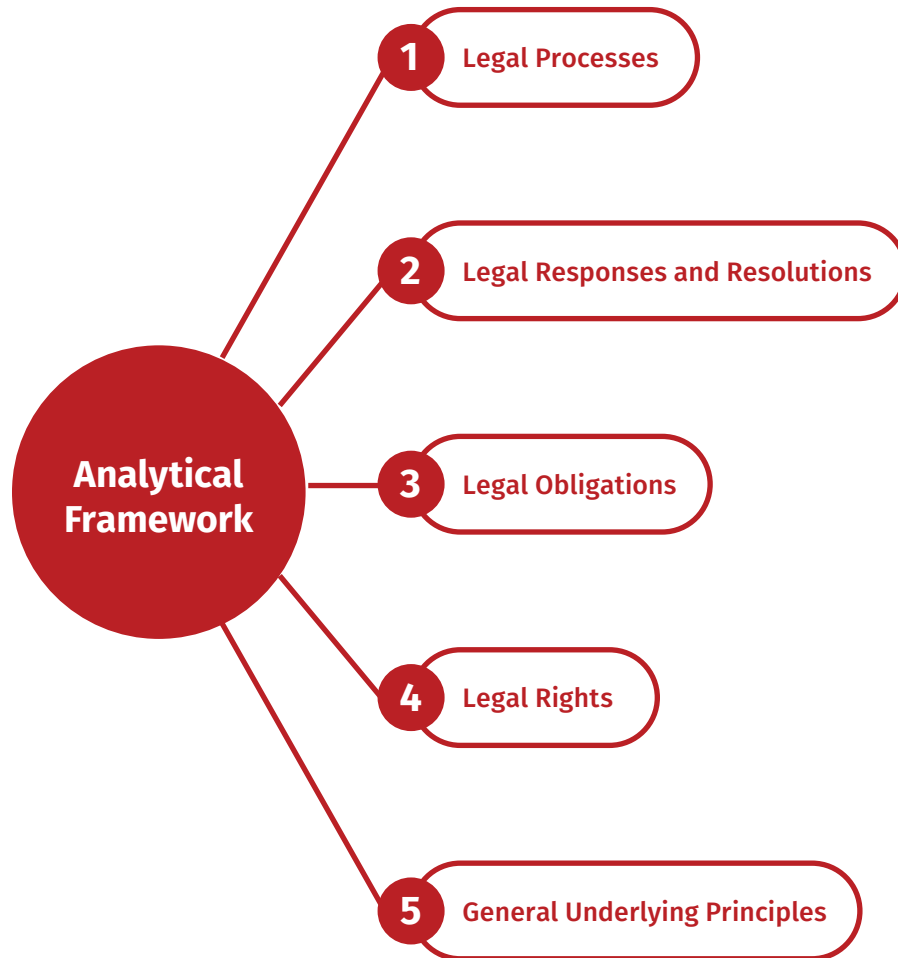 1 Legal Processes
2 Legal Responses and Resolutions
Analytical
Framework
3 Legal Obligations
4 Legal Rights
5 General Underlying Principles